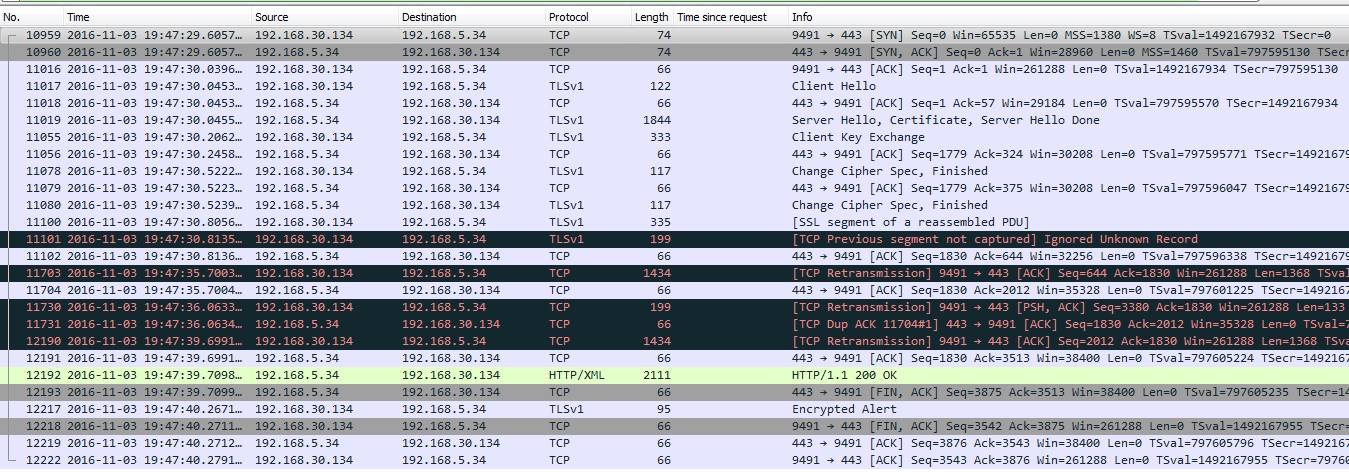 No. Time Source Destination Protocol Length Time since request Info
10959 2016-11-03 19:47:29.6057… 192.168.30.134 192.168.5.34 TCP 74 9491 → 443 [SYN] Seq=0 Win=65535 Len=0 MSS=1380 WS=8 TSval=1492167932 TSecr=0
10960 2016-11-03 19:47:29.6057… 192.168.5.34 192.168.30.134 TCP 74 443 → 9491 [SYN, ACK] Seq=0 Ack=1 Win=28960 Len=0 MSS=1460 TSval=797595130 TSecr
11016 2016-11-03 19:47:30.0396… 192.168.30.134 192.168.5.34 TCP 66 9491 → 443 [ACK] Seq=1 Ack=1 Win=261288 Len=0 TSval=1492167934 TSecr=797595130
11017 2016-11-03 19:47:30.0453… 192.168.30.134 192.168.5.34 TLSv1 122 Client Hello
11018 2016-11-03 19:47:30.0453… 192.168.5.34 192.168.30.134 TCP 66 443 → 9491 [ACK] Seq=1 Ack=57 Win=29184 Len=0 TSval=797595570 TSecr=1492167934
11019 2016-11-03 19:47:30.0455… 192.168.5.34 192.168.30.134 TLSv1 1844 Server Hello, Certificate, Server Hello Done
11055 2016-11-03 19:47:30.2062… 192.168.30.134 192.168.5.34 TLSv1 333 Client Key Exchange
11056 2016-11-03 19:47:30.2458… 192.168.5.34 192.168.30.134 TCP 66 443 → 9491 [ACK] Seq=1779 Ack=324 Win=30208 Len=0 TSval=797595771 TSecr=1492167
11078 2016-11-03 19:47:30.5222… 192.168.30.134 192.168.5.34 TLSv1 117 Change Cipher Spec, Finished
11079 2016-11-03 19:47:30.5223… 192.168.5.34 192.168.30.134 TCP 66 443 → 9491 [ACK] Seq=1779 Ack=375 Win=30208 Len=0 TSval=797596047 TSecr=1492167
11080 2016-11-03 19:47:30.5239… 192.168.5.34 192.168.30.134 TLSv1 117 Change Cipher Spec, Finished
11100 2016-11-03 19:47:30.8056… 192.168.30.134 192.168.5.34 TLSv1 335 [SSL segment of a reassembled PDU]
11101 2016-11-03 19:47:30.8135… 192.168.30.134 192.168.5.34 TLSv1 199 [TCP Previous segment not captured] Ignored Unknown Record
11102 2016-11-03 19:47:30.8136… 192.168.5.34 192.168.30.134 TCP 66 443 → 9491 [ACK] Seq=1830 Ack=644 Win=32256 Len=0 TSval=797596338 TSecr=1492167
11703 2016-11-03 19:47:35.7003… 192.168.30.134 192.168.5.34 TCP 1434 [TCP Retransmission] 9491 → 443 [ACK] Seq=644 Ack=1830 Win=261288 Len=1368 TSval
11704 2016-11-03 19:47:35.7004… 192.168.5.34 192.168.30.134 TCP 66 443 → 9491 [ACK] Seq=1830 Ack=2012 Win=35328 Len=0 TSval=797601225 TSecr=149216
11730 2016-11-03 19:47:36.0633… 192.168.30.134 192.168.5.34 TCP 199 [TCP Retransmission] 9491 → 443 [PSH, ACK] Seq=3380 Ack=1830 Win=261288 Len=133
11731 2016-11-03 19:47:36.0634… 192.168.5.34 192.168.30.134 TCP 66 [TCP Dup ACK 11704#1] 443 → 9491 [ACK] Seq=1830 Ack=2012 Win=35328 Len=0 TSval=7
12190 2016-11-03 19:47:39.6991… 192.168.30.134 192.168.5.34 TCP 1434 [TCP Retransmission] 9491 → 443 [ACK] Seq=2012 Ack=1830 Win=261288 Len=1368 TSva
12191 2016-11-03 19:47:39.6991… 192.168.5.34 192.168.30.134 TCP 66 443 → 9491 [ACK] Seq=1830 Ack=3513 Win=38400 Len=0 TSval=797605224 TSecr=149216
12192 2016-11-03 19:47:39.7098… 192.168.5.34 192.168.30.134 HTTP/XML 2111 HTTP/1.1 200 OK
12193 2016-11-03 19:47:39.7099… 192.168.5.34 192.168.30.134 TCP 66 443 → 9491 [FIN, ACK] Seq=3875 Ack=3513 Win=38400 Len=0 TSval=797605235 TSecr=14
12217 2016-11-03 19:47:40.2671… 192.168.30.134 192.168.5.34 TLSv1 95 Encrypted Alert
12218 2016-11-03 19:47:40.2711… 192.168.30.134 192.168.5.34 TCP 66 9491 → 443 [FIN, ACK] Seq=3542 Ack=3875 Win=261288 Len=0 TSval=1492167955 TSecr=
12219 2016-11-03 19:47:40.2712… 192.168.5.34 192.168.30.134 TCP 66 443 → 9491 [ACK] Seq=3876 Ack=3543 Win=38400 Len=0 TSval=797605796 TSecr=149216
12222 2016-11-03 19:47:40.2791… 192.168.30.134 192.168.5.34 TCP 66 9491 → 443 [ACK] Seq=3543 Ack=3876 Win=261288 Len=0 TSval=1492167955 TSecr=7976